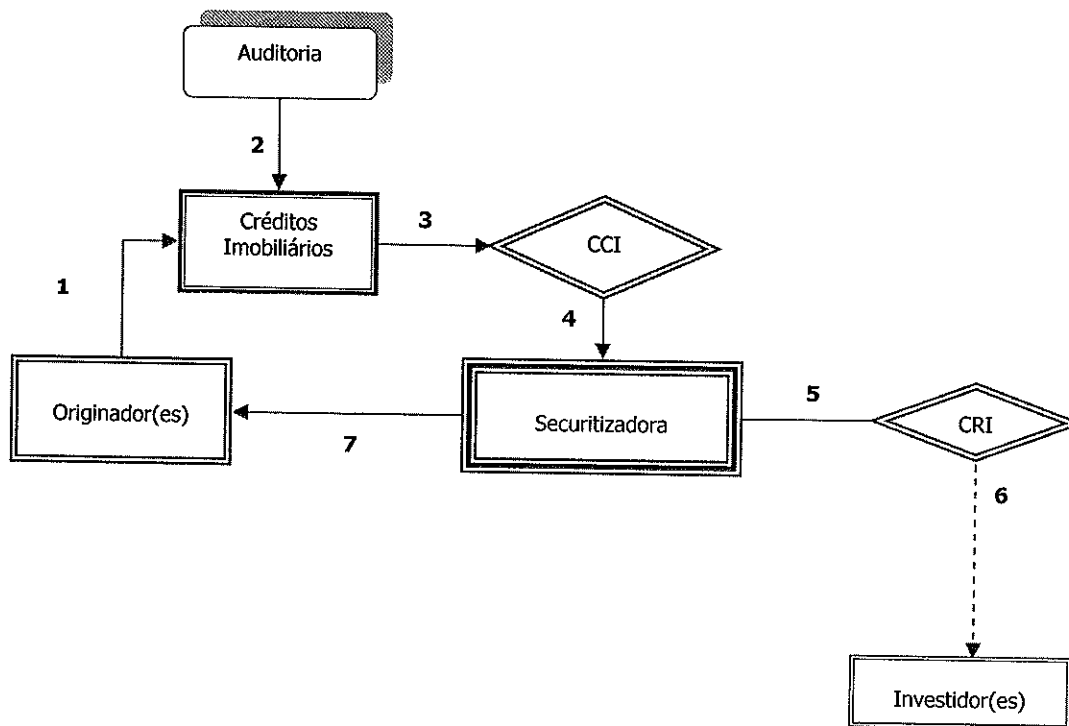 Auditoria
2
Créditos
Imobiliários
3
CCI
1
4
Originador(es)
7
Securitizadora
5
CRI
6
Investidor(es)